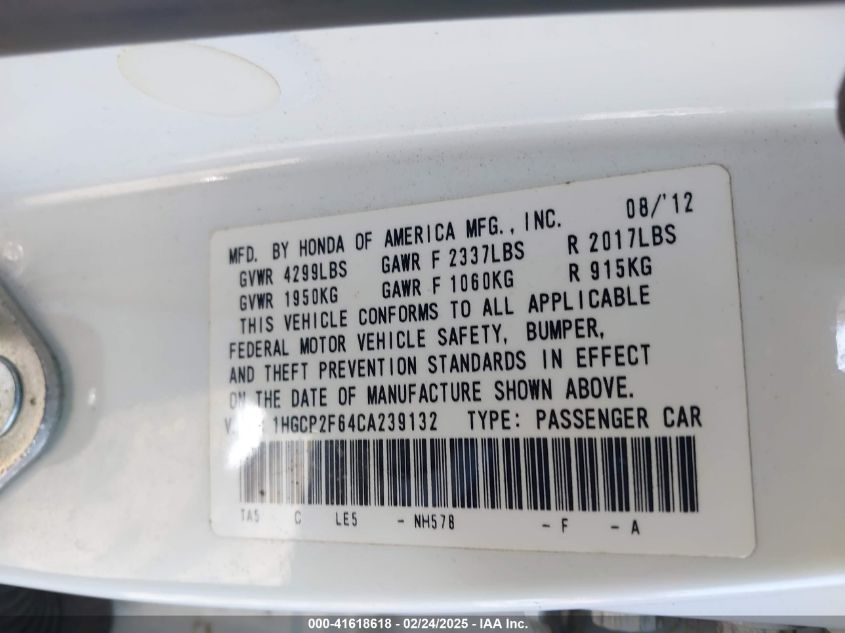 08/'12
MFD. BY HONDA OF AMERICA MFG., INC.
GVWR 4299LBS GAWR F 2337LBS R 2017LBS
GVWR 1950KG GAWR F 1060KG R 915KG
THIS VEHICLE CONFORMS TO ALL APPLICABLE
FEDERAL MOTOR VEHICLE SAFETY, BUMPER,
AND THEFT PREVENTION STANDARDS IN EFFECT
ON THE DATE OF MANUFACTURE SHOWN ABOVE.
1HGCP2F64CA239132 TYPE: PASSENGER CAR
TA5 C LE5 - NH578 - F - A
000-41618618 - 02/24/2025 - IAA Inc.